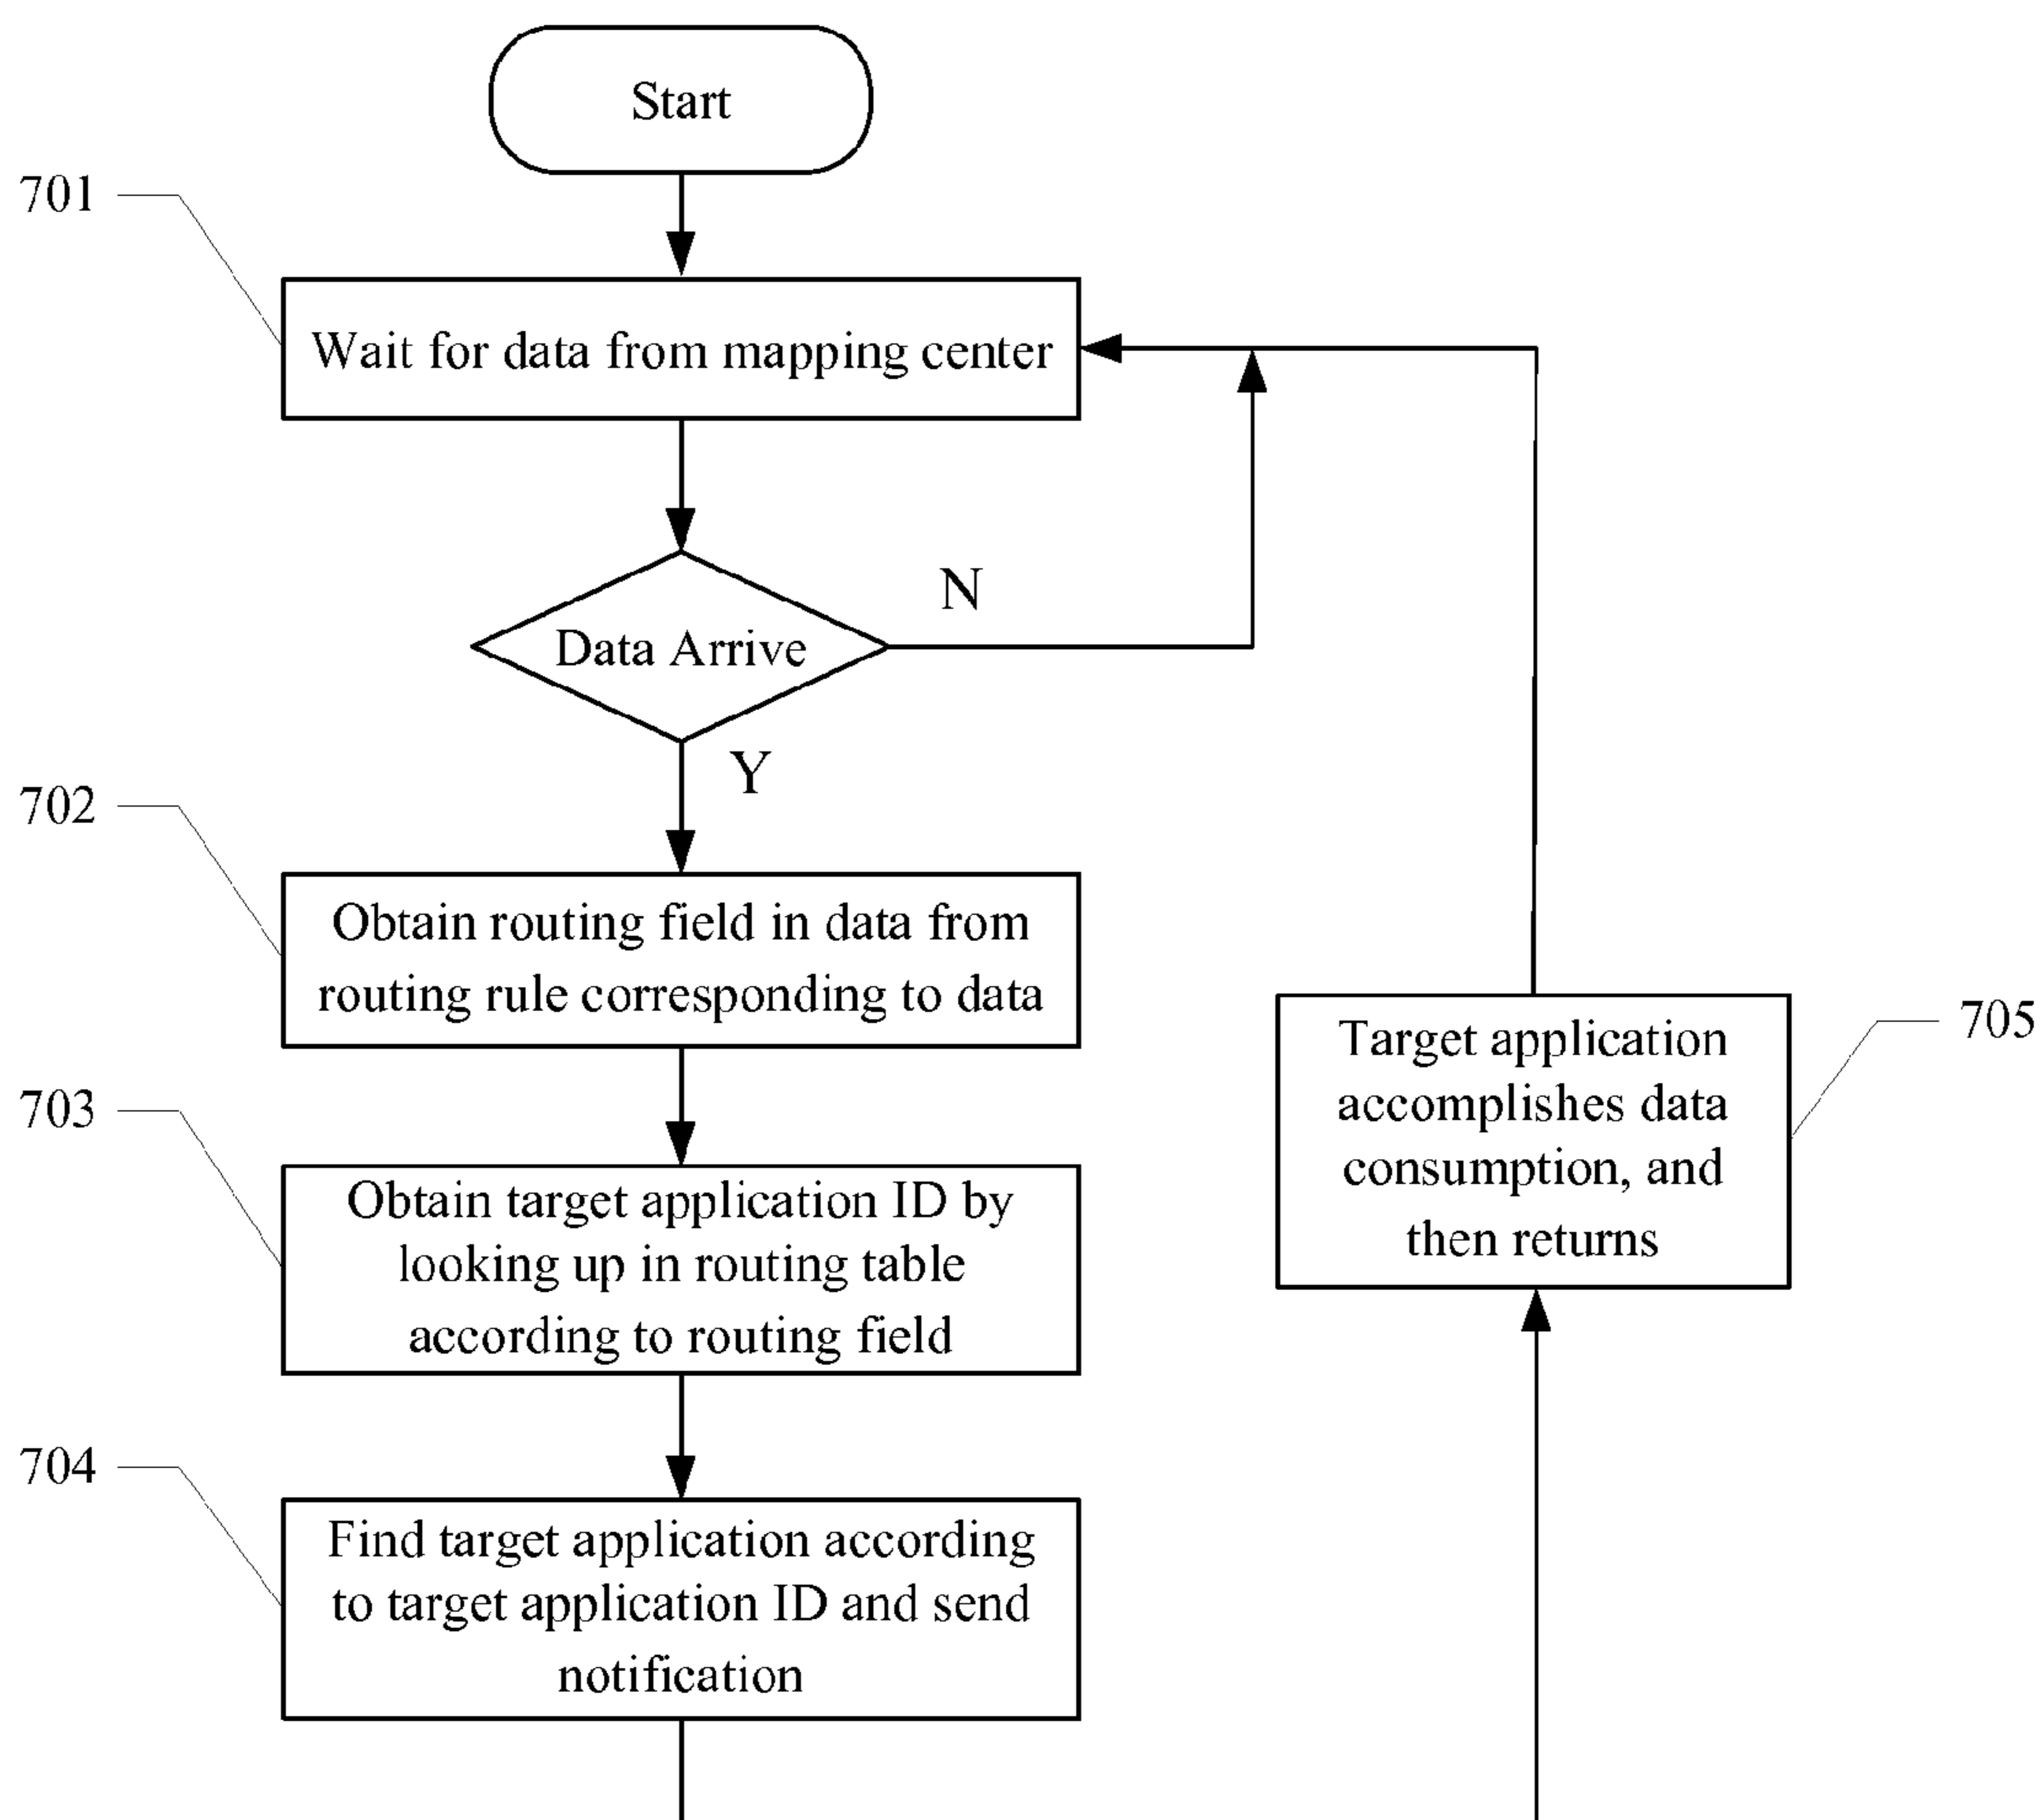 Start
701
Wait for data from mapping center
Data Arrive
N
Y
702
Obtain routing field in data from
routing rule corresponding to data
703
Obtain target application ID by
looking up in routing table
according to routing field
704
Find target application according
to target application ID and send
notification
Target application
accomplishes data
consumption, and
then returns
705